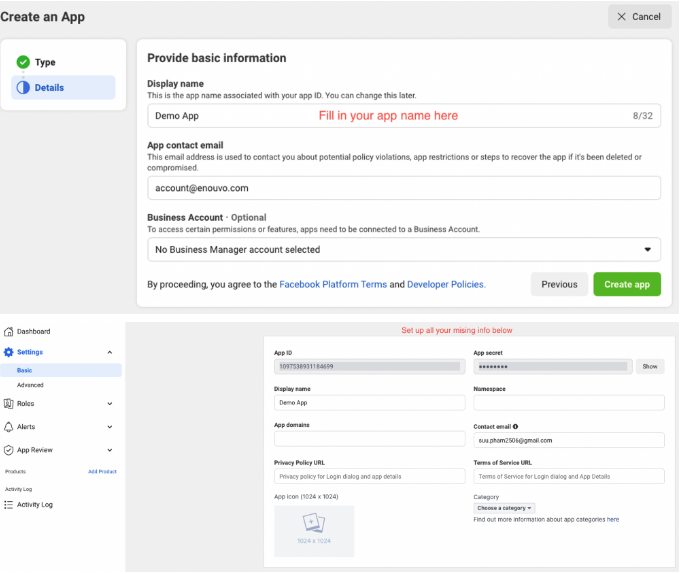 Create an App
Cancel
Type
Details
Provide basic information
Display name
This is the app name associated with your app ID. You can change this later.
Demo App
Fill in your app name here
8/32
App contact email
This email address is used to contact you about potential policy violations, app restrictions or steps to recover the app if it's been deleted or
compromised.
account@enouvo.com
Business Account · Optional
To access certain permissions or features, apps need to be connected to a Business Account.
No Business Manager account selected
By proceeding, you agree to the Facebook Platform Terms and Developer Policies.
Previous
Create app
Dashboard
Settings
Basic
Advanced
Roles
Alerts
App Review
Products
Add Product
Activity Log
Activity Log
Set up all your mising info below
App ID
1097538931184699
App secret
••••••••
Show
Display name
Demo App
Namespace
App domains
Contact email
suu.pham2506@gmail.com
Privacy Policy URL
Privacy policy for Login dialog and app details
Terms of Service URL
Terms of Service for Login dialog and App Details
App Icon (1024 x 1024)
1024 x 1024
Category
Choose a category
Find out more information about app categories here